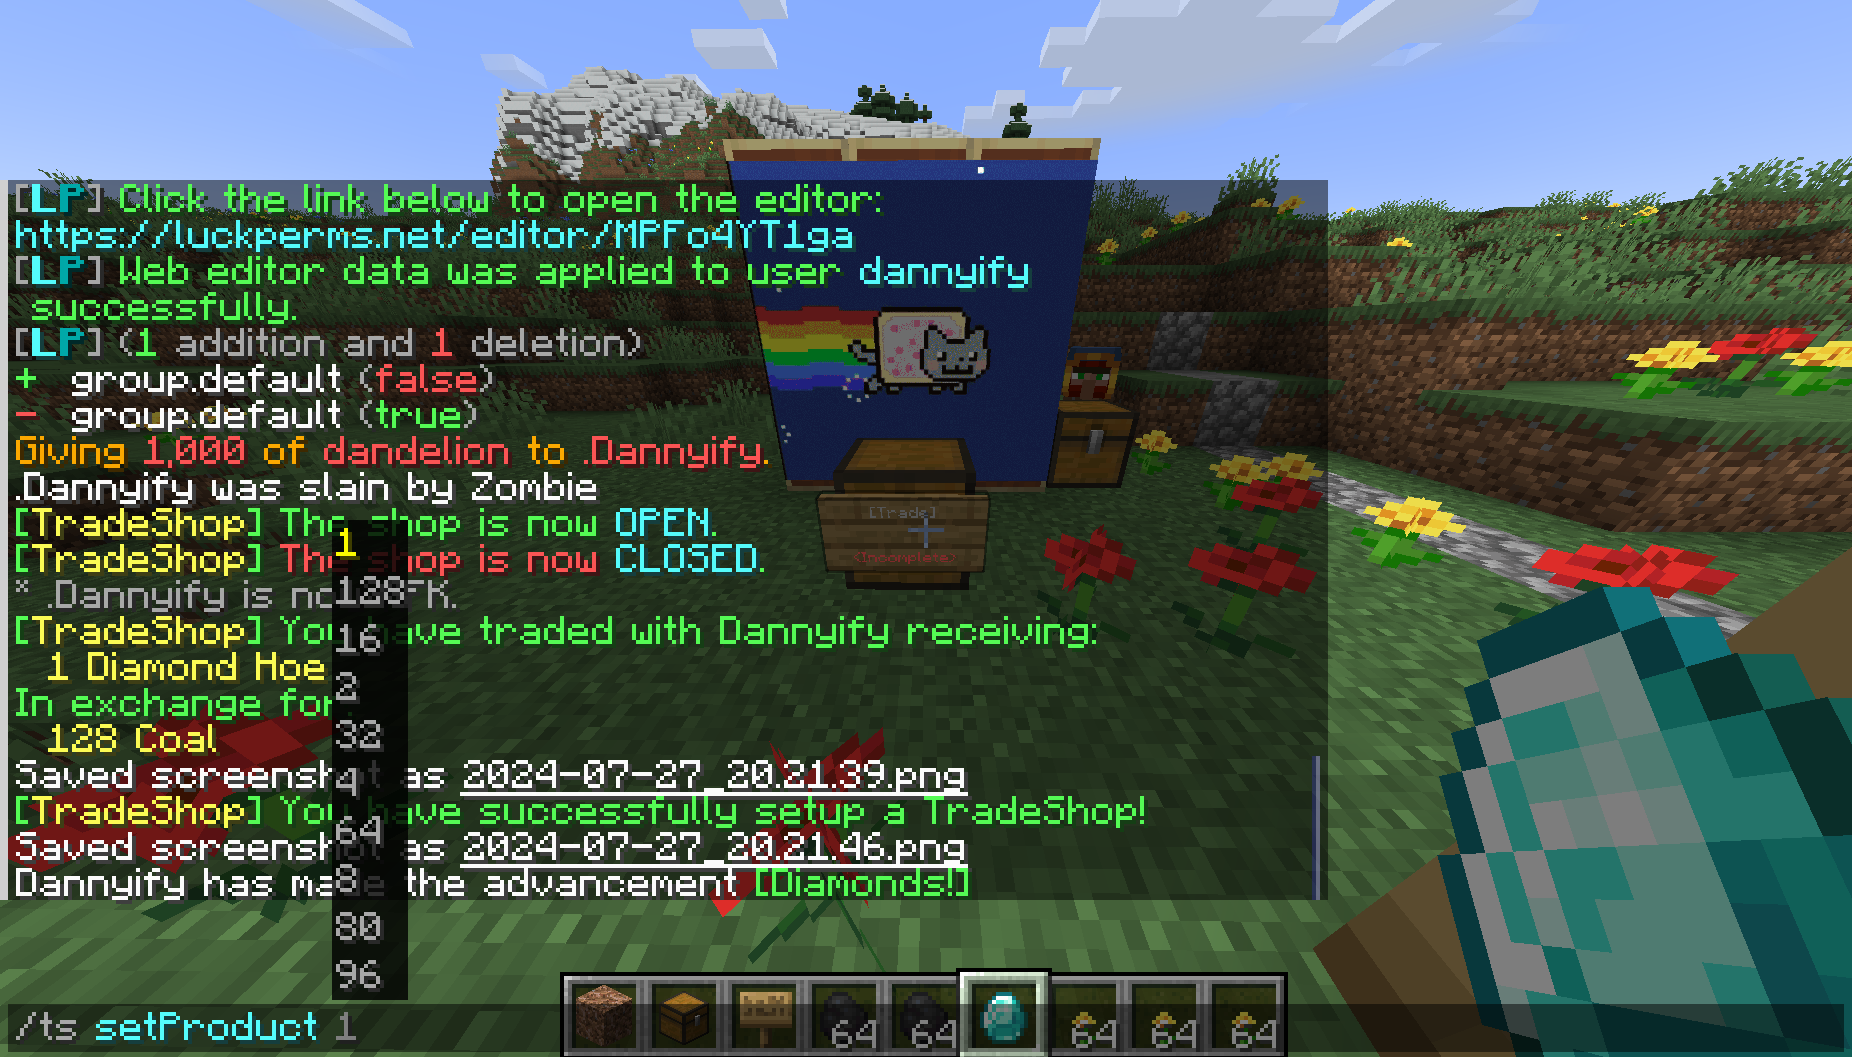 [LP] Click the link below to open the editor:
https://luckperms.net/editor/MPFo4YT1ga
[LP] Web editor data was applied to user dannyify
successfully.
[LP] (1 addition and 1 deletion)
+ group.default (false)
- group.default (true)
Giving 1,000 of dandelion to .Dannyify.
.Dannyify was slain by Zombie
[TradeShop] The shop is now OPEN.
[TradeShop] The shop is now CLOSED.
* .Dannyify is no FK.
[TradeShop] You have traded with Dannyify receiving:
1 Diamond Hoe
In exchange for
128 Coal
Saved screenshot as 2024-07-27_20.21.39.png
[TradeShop] You have successfully setup a TradeShop!
Saved screenshot as 2024-07-27_20.21.46.png
Dannyify has made the advancement [Diamonds!]
1
128
16
2
32
4
64
8
80
96
/ts setProduct 1
[Trade]
<Incomplete>
64
64
64
64
64